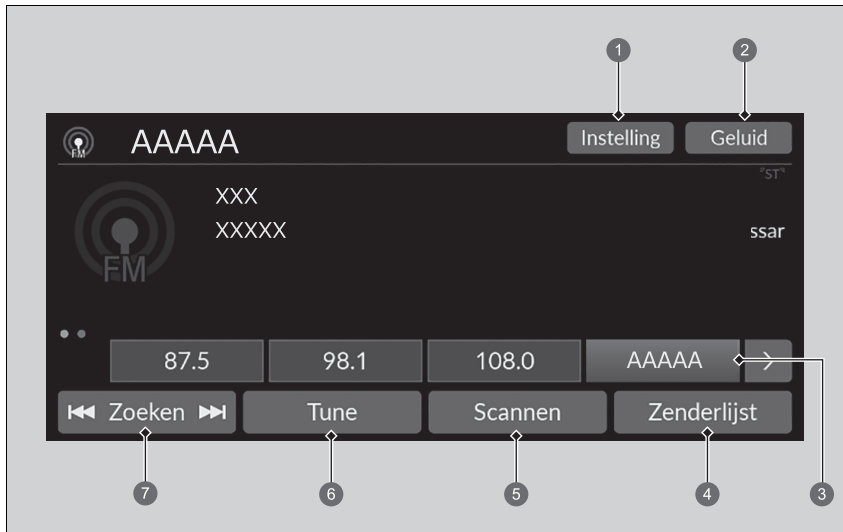 1 2
FM AAAAA Instelling Geluid
"ST"
XXX
XXXXX ssar
FM
87.5 98.1 108.0 AAAAA >
Zoeken Tune Scannen Zenderlijst
7 6 5 4 3